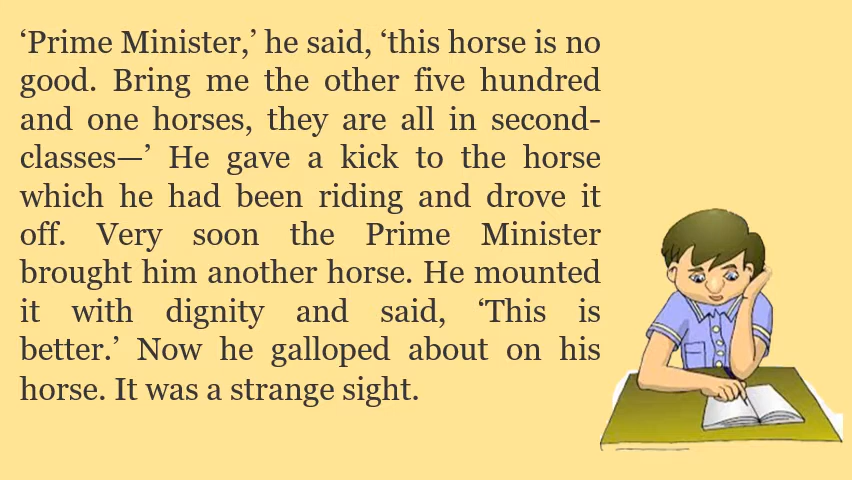 ‘Prime Minister,’ he said, ‘this horse is no
good. Bring me the other five hundred
and one horses, they are all in second-
classes—’ He gave a kick to the horse
which he had been riding and drove it
off. Very soon the Prime Minister
brought him another horse. He mounted
it with dignity and said, ‘This is
better.’ Now he galloped about on his
horse. It was a strange sight.